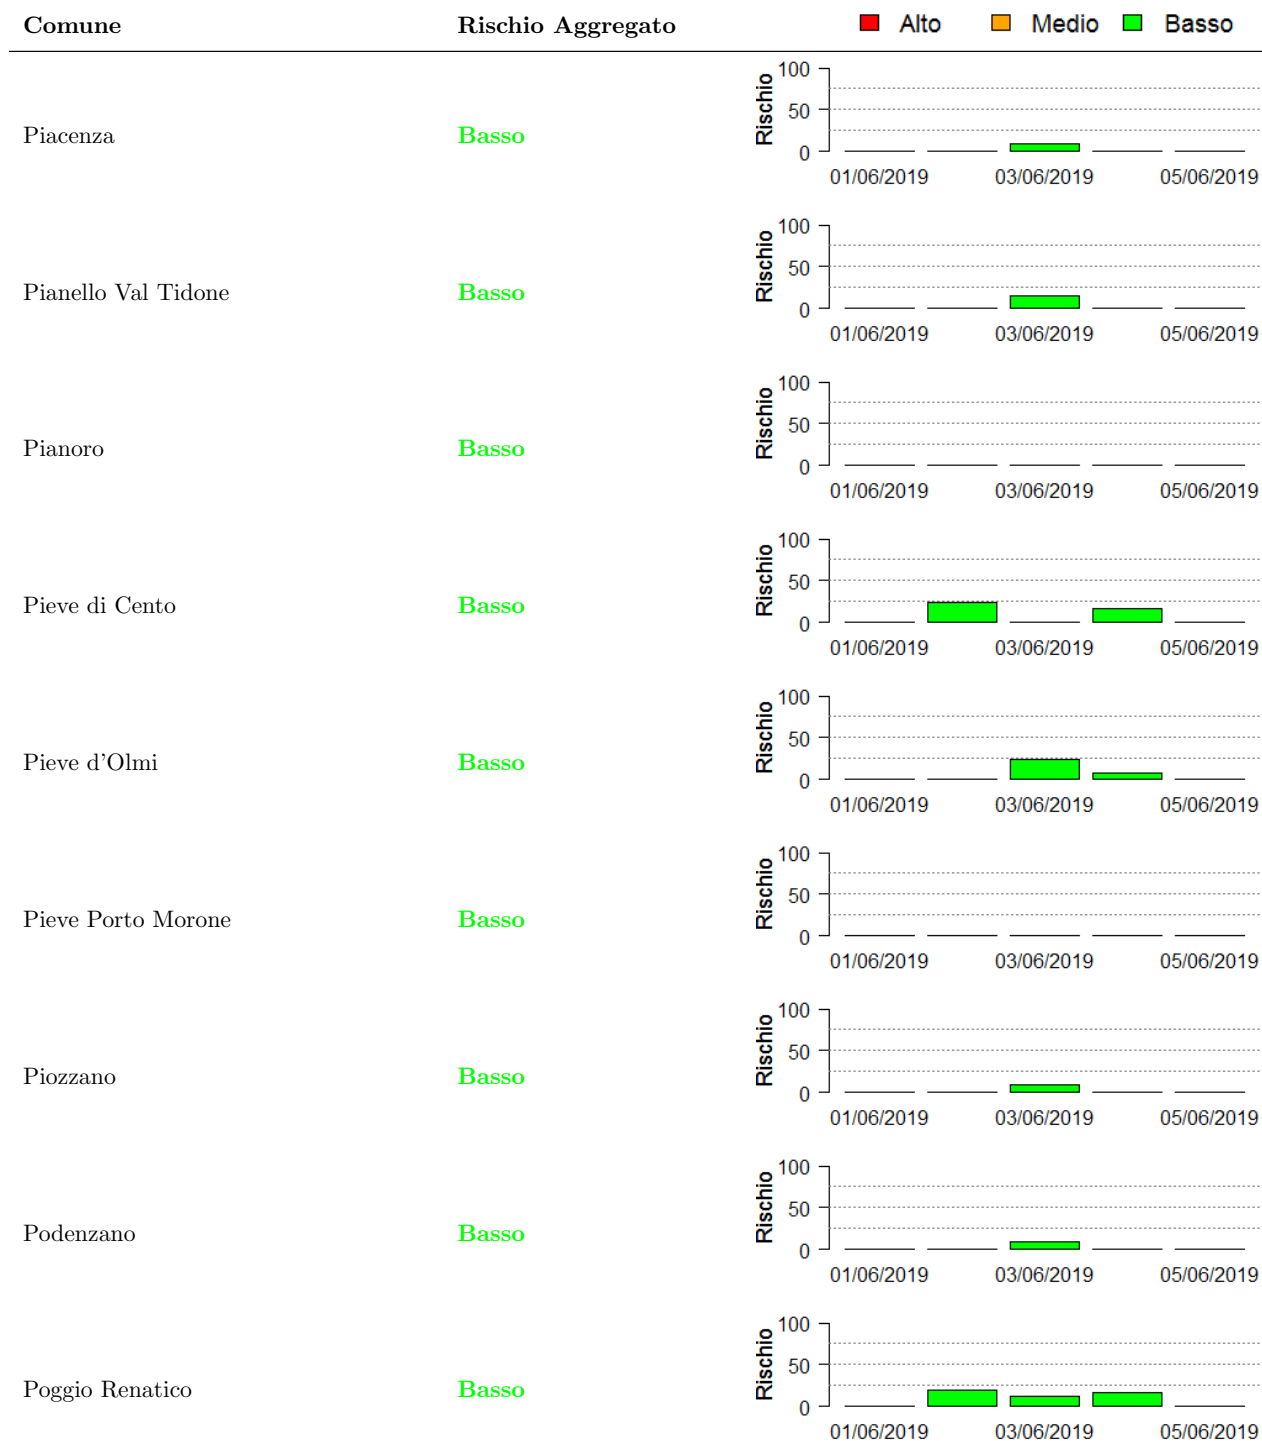 Comune Rischio Aggregato Alto Medio Basso
100
50
0
Rischio
Piacenza Basso
01/06/2019 03/06/2019 05/06/2019
100
50
0
Rischio
Pianello Val Tidone Basso
01/06/2019 03/06/2019 05/06/2019
100
50
0
Rischio
Pianoro Basso
01/06/2019 03/06/2019 05/06/2019
100
50
0
Rischio
Pieve di Cento Basso
01/06/2019 03/06/2019 05/06/2019
100
50
0
Rischio
Pieve d'Olmi Basso
01/06/2019 03/06/2019 05/06/2019
100
50
0
Rischio
Pieve Porto Morone Basso
01/06/2019 03/06/2019 05/06/2019
100
50
0
Rischio
Piozzano Basso
01/06/2019 03/06/2019 05/06/2019
100
50
0
Rischio
Podenzano Basso
01/06/2019 03/06/2019 05/06/2019
100
50
0
Rischio
Poggio Renatico Basso
01/06/2019 03/06/2019 05/06/2019